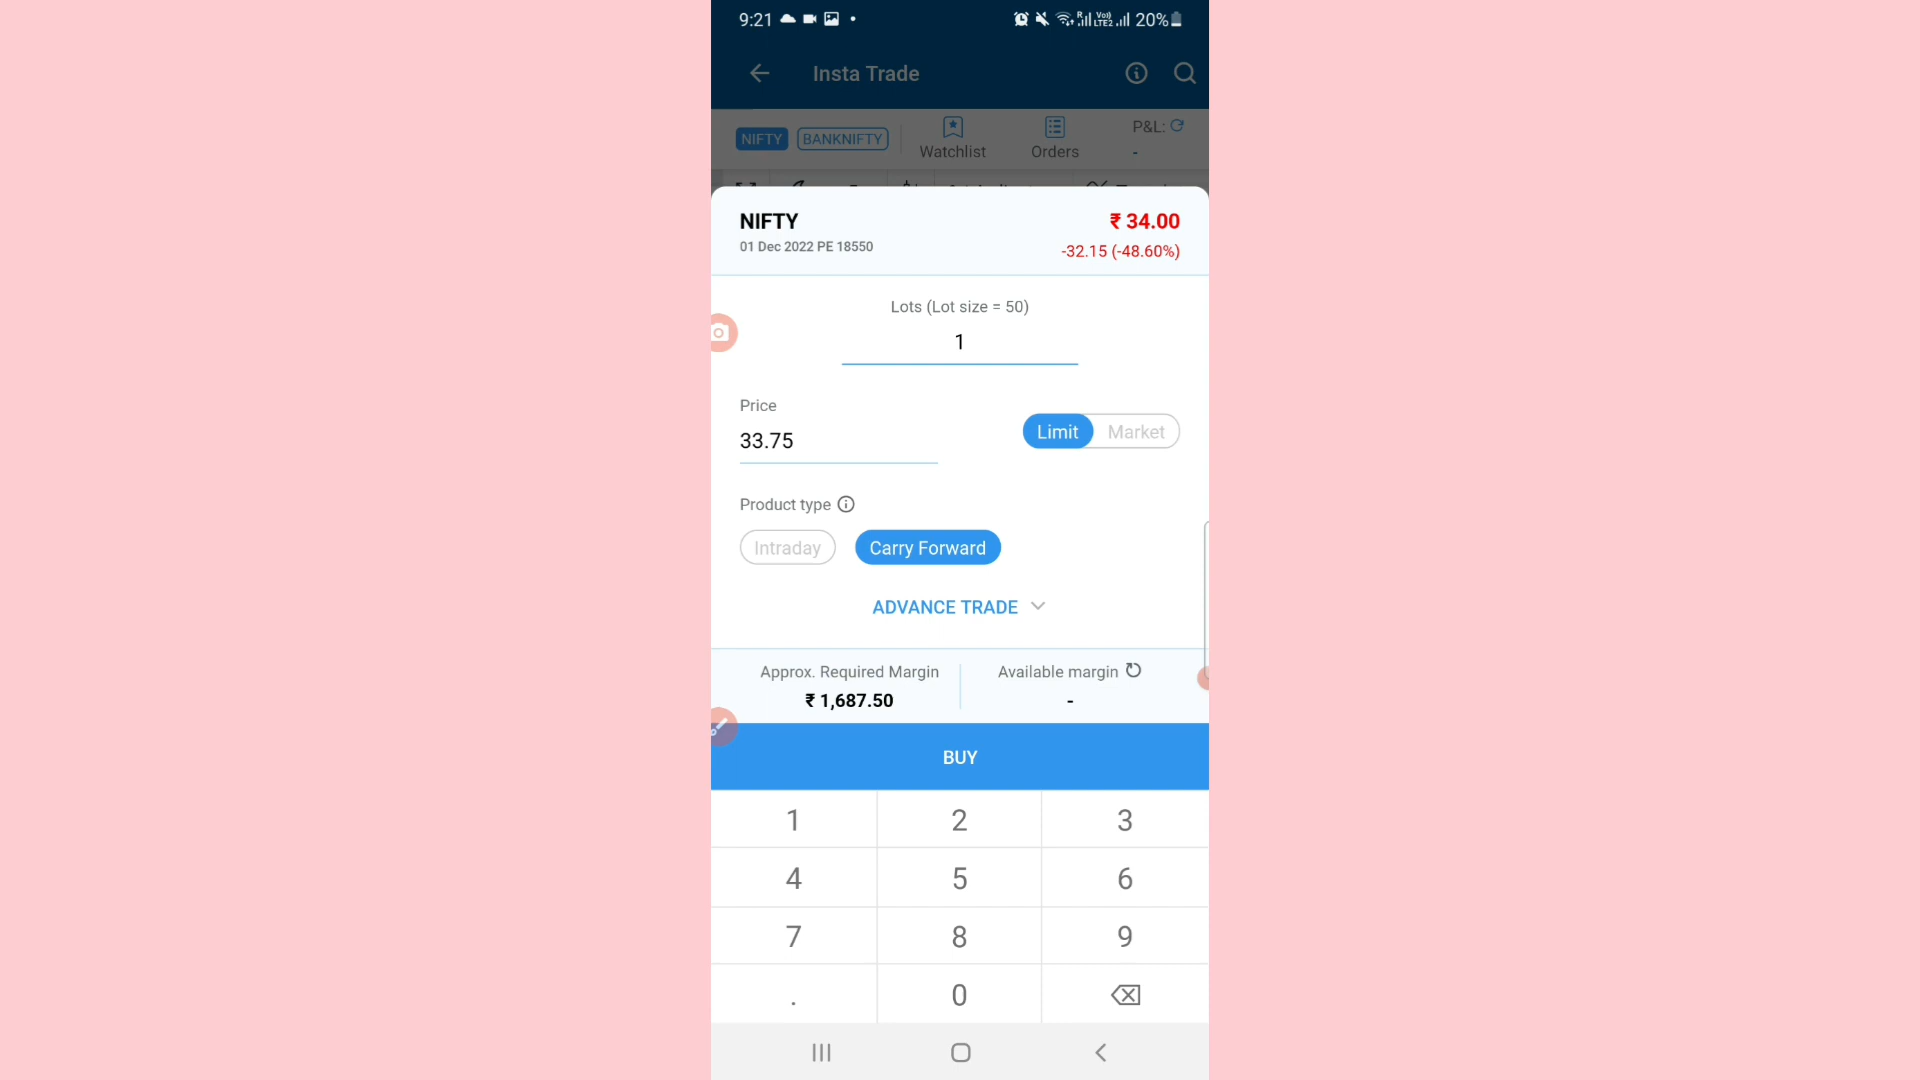 9:21
R
Vo))
LTE2
20%
Insta Trade
NIFTY
BANKNIFTY
Watchlist
Orders
P&L:
-
NIFTY
₹ 34.00
01 Dec 2022 PE 18550
-32.15 (-48.60%)
Lots (Lot size = 50)
1
Price
33.75
Limit
Market
Product type
Intraday
Carry Forward
ADVANCE TRADE
Approx. Required Margin
Available margin
₹ 1,687.50
-
BUY
1
2
3
4
5
6
7
8
9
.
0